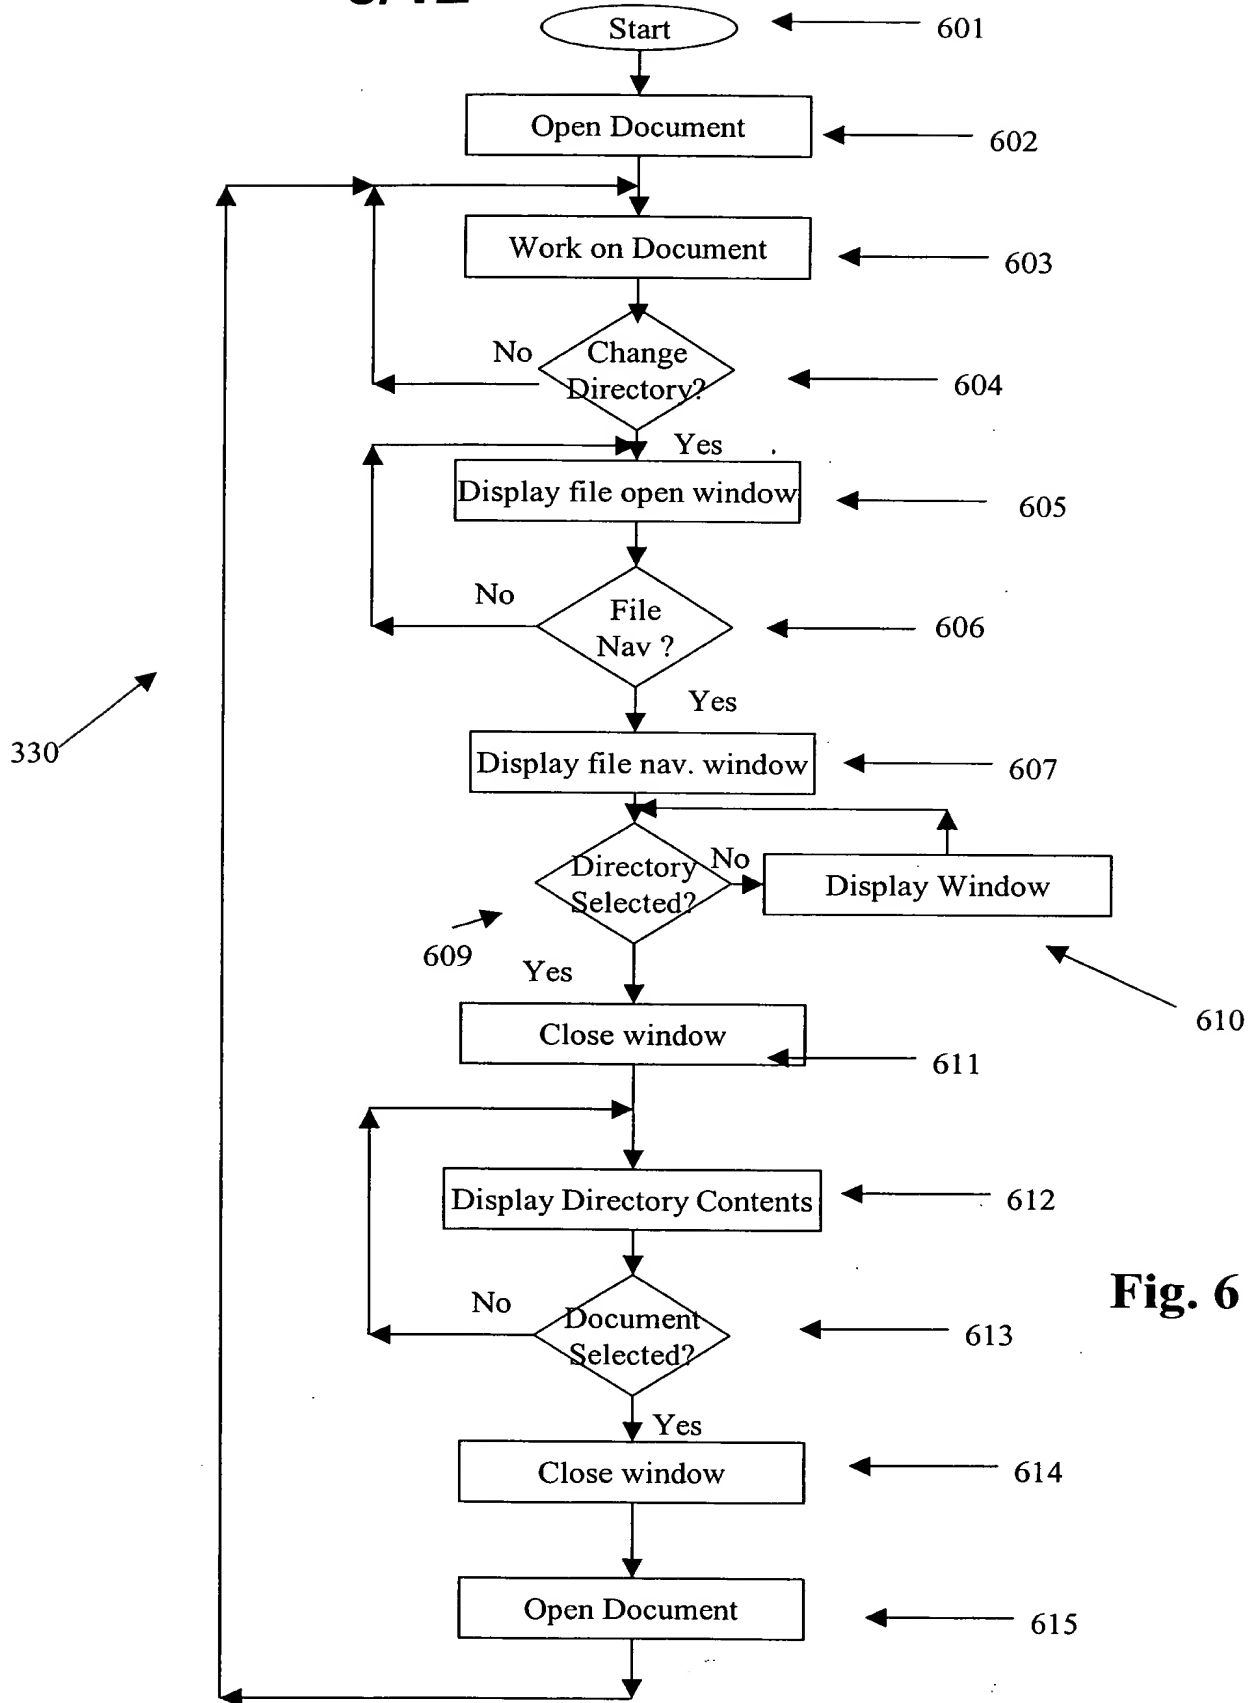 Start
601
Open Document
602
Work on Document
603
No
Change
Directory?
604
Yes
Display file open window
605
No
File
Nav ?
606
Yes
330
Display file nav. window
607
Directory
Selected?
No
Display Window
609
Yes
610
Close window
611
Display Directory Contents
612
Fig. 6
No
Document
Selected?
613
Yes
Close window
614
Open Document
615